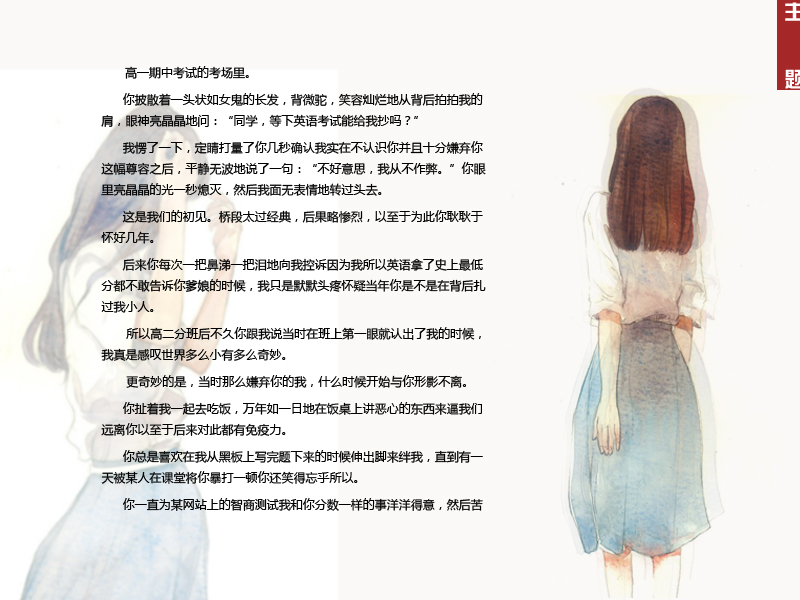 主
题
高一期中考试的考场里。
你披散着一头状如女鬼的长发，背微驼，笑容灿烂地从背后拍拍我的
肩，眼神亮晶晶地问：“同学，等下英语考试能给我抄吗？”
我愣了一下，定睛打量了你几秒确认我实在不认识你并且十分嫌弃你
这幅尊容之后，平静无波地说了一句：“不好意思，我从不作弊。”你眼
里亮晶晶的光一秒熄灭，然后我面无表情地转过头去。
这是我们的初见。桥段太过经典，后果略惨烈，以至于为此你耿耿于
怀好几年。
后来你每次一把鼻涕一把泪地向我控诉因为我所以英语拿了史上最低
分都不敢告诉你爹娘的时候，我只是默默头疼怀疑当年你是不是在背后扎
过我小人。
所以高二分班后不久你跟我说当时在班上第一眼就认出了我的时候，
我真是感叹世界多么小有多么奇妙。
更奇妙的是，当时那么嫌弃你的我，什么时候开始与你形影不离。
你扯着我一起去吃饭，万年如一日地在饭桌上讲恶心的东西来逼我们
远离你以至于后来对此都有免疫力。
你总是喜欢在我从黑板上写完题下来的时候伸出脚来绊我，直到有一
天被某人在课堂将你暴打一顿你还笑得忘乎所以。
你一直为某网站上的智商测试我和你分数一样的事洋洋得意，然后苦